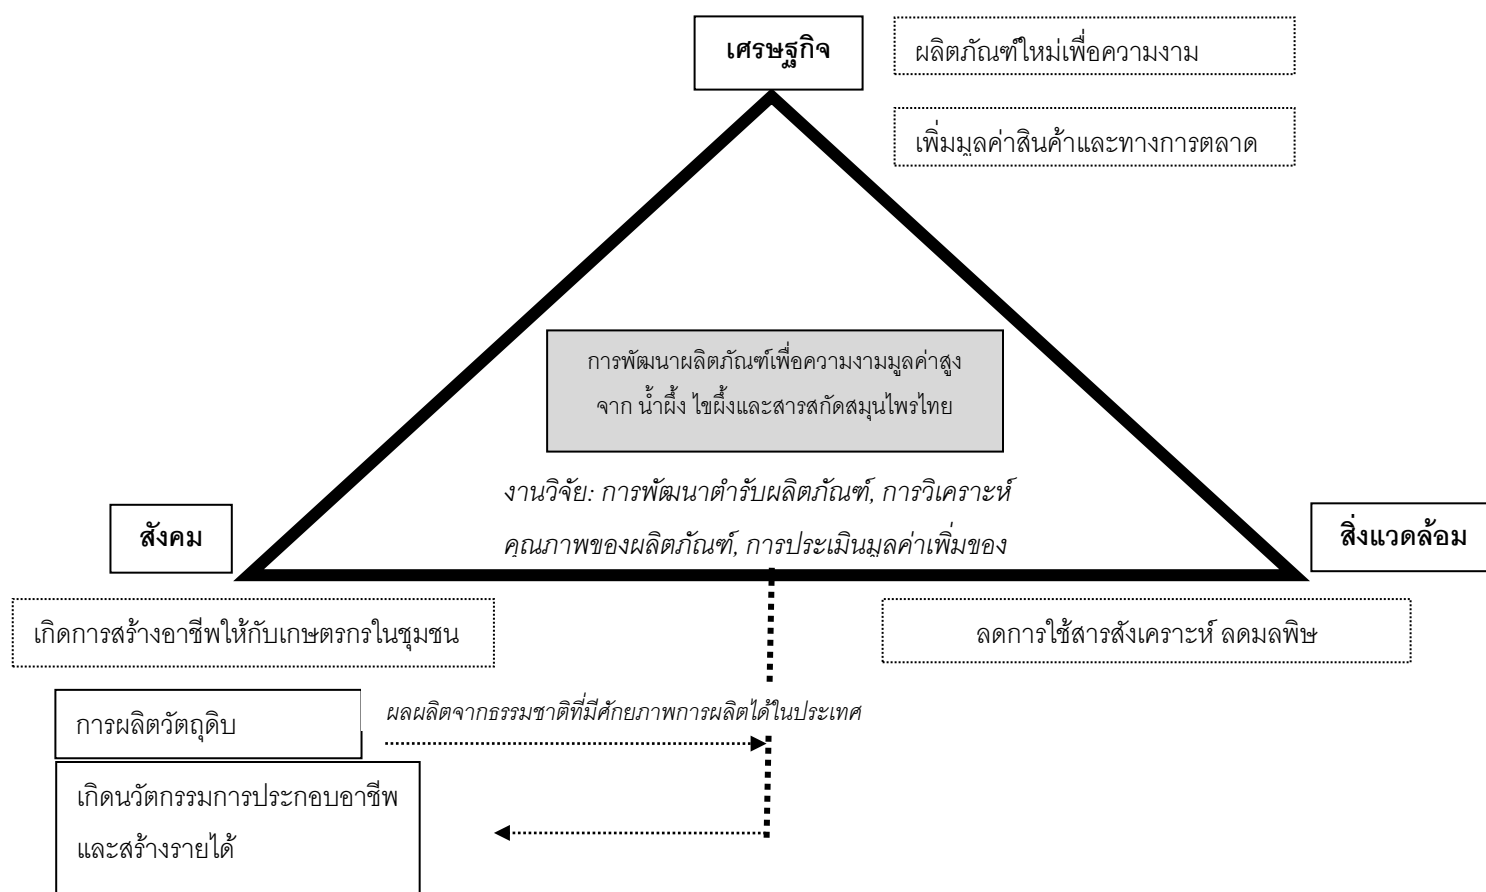 เศรษฐกิจ
ผลิตภัณฑ์ใหม่เพื่อความงาม
เพิ่มมูลค่าสินค้าและทางการตลาด
การพัฒนาผลิตภัณฑ์เพื่อความงามมูลค่าสูง
จาก น้ำผึ้ง ไขผึ้งและสารสกัดสมุนไพรไทย
งานวิจัย: การพัฒนาตำรับผลิตภัณฑ์, การวิเคราะห์
คุณภาพของผลิตภัณฑ์, การประเมินมูลค่าเพิ่มของ
สังคม
สิ่งแวดล้อม
เกิดการสร้างอาชีพให้กับเกษตรกรในชุมชน
ลดการใช้สารสังเคราะห์ ลดมลพิษ
การผลิตวัตถุดิบ
ผลผลิตจากธรรมชาติที่มีศักยภาพการผลิตได้ในประเทศ
เกิดนวัตกรรมการประกอบอาชีพ
และสร้างรายได้